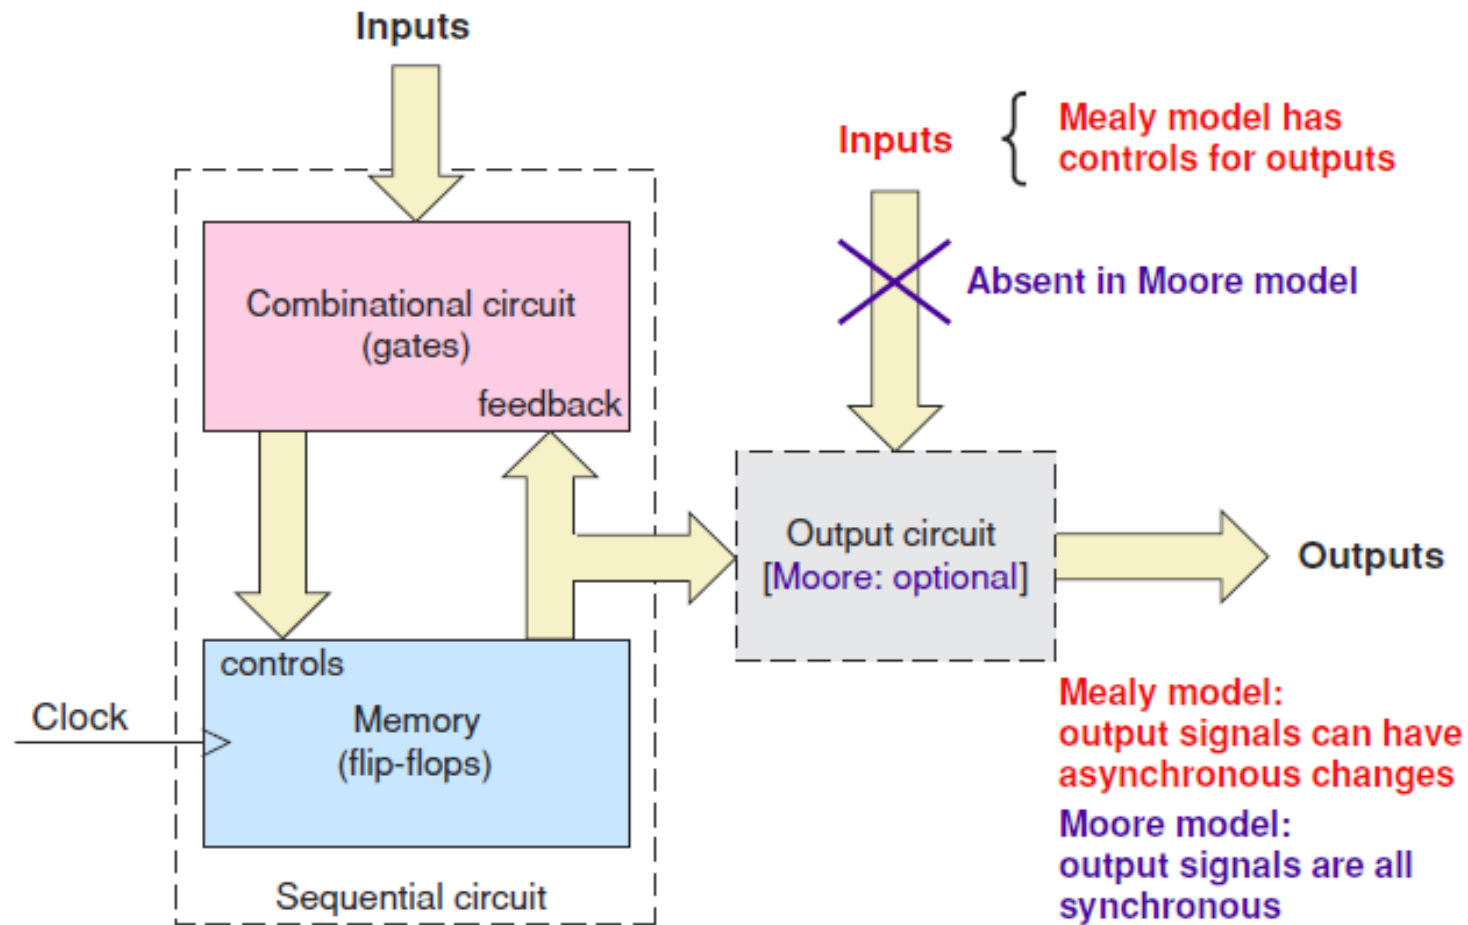 Inputs
Inputs
Mealy model has
controls for outputs
Absent in Moore model
Combinational circuit
(gates)
feedback
Output circuit
[Moore: optional]
Outputs
controls
Clock
Memory
(flip-flops)
Sequential circuit
Mealy model:
output signals can have
asynchronous changes
Moore model:
output signals are all
synchronous